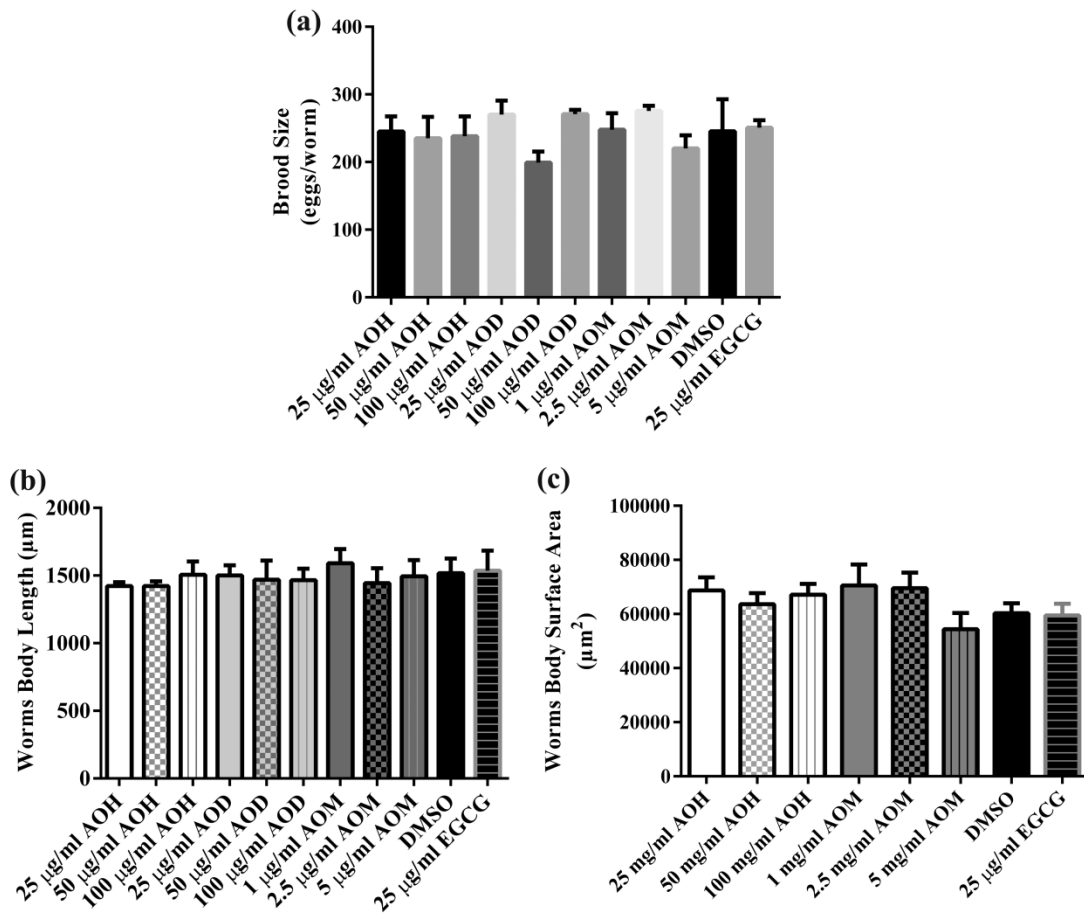 (a)
Brood Size
(eggs/worm)
400
300
200
100
0
25 μg/ml AOH
50 μg/ml AOH
100 μg/ml AOH
25 μg/ml AOD
50 μg/ml AOD
100 μg/ml AOD
1 μg/ml AOM
2.5 μg/ml AOM
5 μg/ml AOM
DMSO
25 μg/ml EGCG
(b)
Worms Body Length (μm)
2000
1500
1000
500
0
25 μg/ml AOH
50 μg/ml AOH
100 μg/ml AOH
25 μg/ml AOD
50 μg/ml AOD
100 μg/ml AOD
1 μg/ml AOM
2.5 μg/ml AOM
5 μg/ml AOM
DMSO
25 μg/ml EGCG
(c)
Worms Body Surface Area
(μm²)
100000
80000
60000
40000
20000
0
25 mg/ml AOH
50 mg/ml AOH
100 mg/ml AOH
1 mg/ml AOM
2.5 mg/ml AOM
5 mg/ml AOM
DMSO
25 μg/ml EGCG